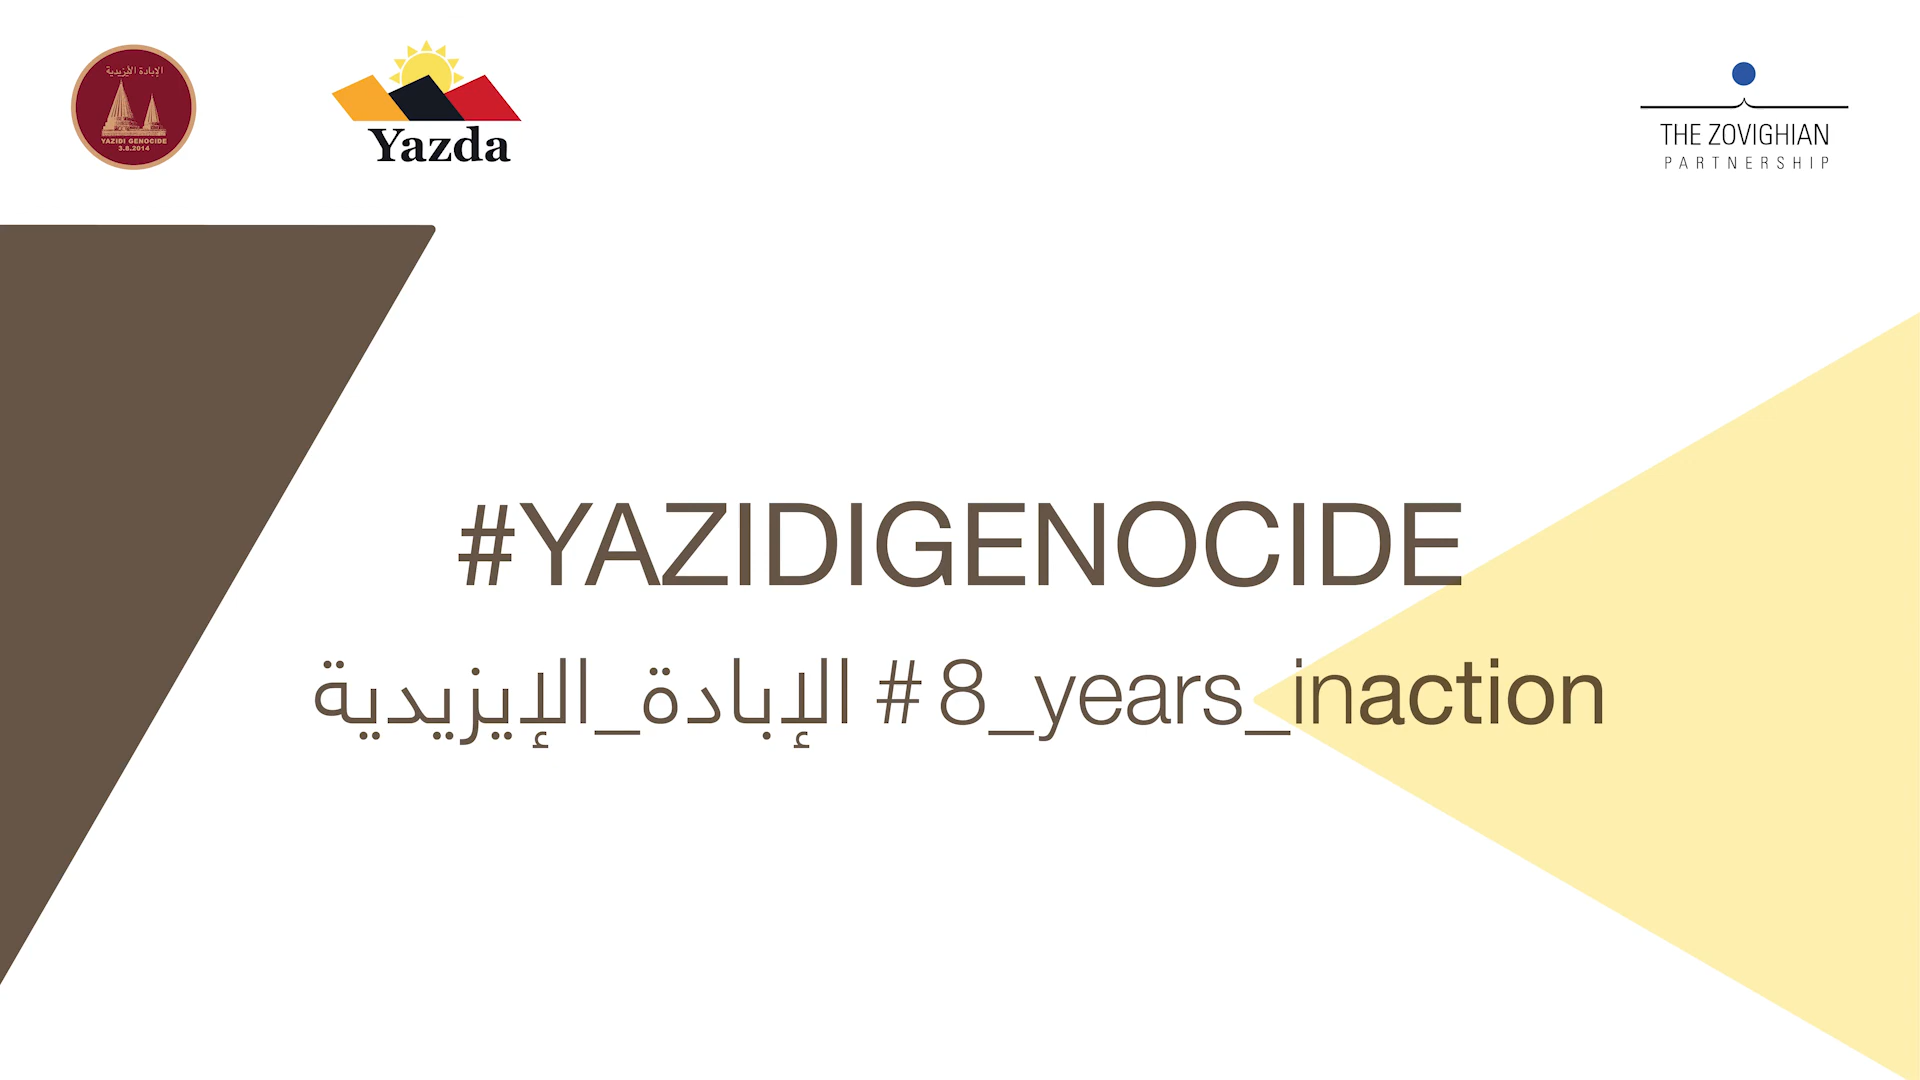 الإبادة الأيزيدية
YAZIDI GENOCIDE
3.8.2014
Yazda
THE ZOVIGHIAN
PARTNERSHIP
#YAZIDIGENOCIDE
الإبادة_الإيزيدية # 8_years_inaction